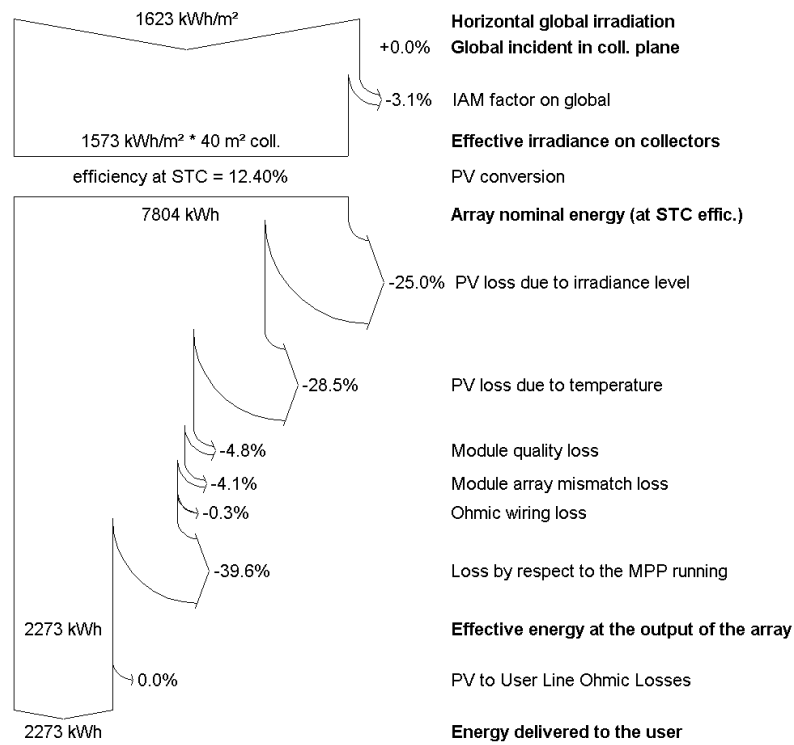 1623 kWh/m² Horizontal global irradiation
+0.0% Global incident in coll. plane
-3.1% IAM factor on global
1573 kWh/m² * 40 m² coll. Effective irradiance on collectors
efficiency at STC = 12.40% PV conversion
7804 kWh Array nominal energy (at STC effic.)
-25.0% PV loss due to irradiance level
-28.5% PV loss due to temperature
-4.8% Module quality loss
-4.1% Module array mismatch loss
-0.3% Ohmic wiring loss
-39.6% Loss by respect to the MPP running
2273 kWh Effective energy at the output of the array
0.0% PV to User Line Ohmic Losses
2273 kWh Energy delivered to the user